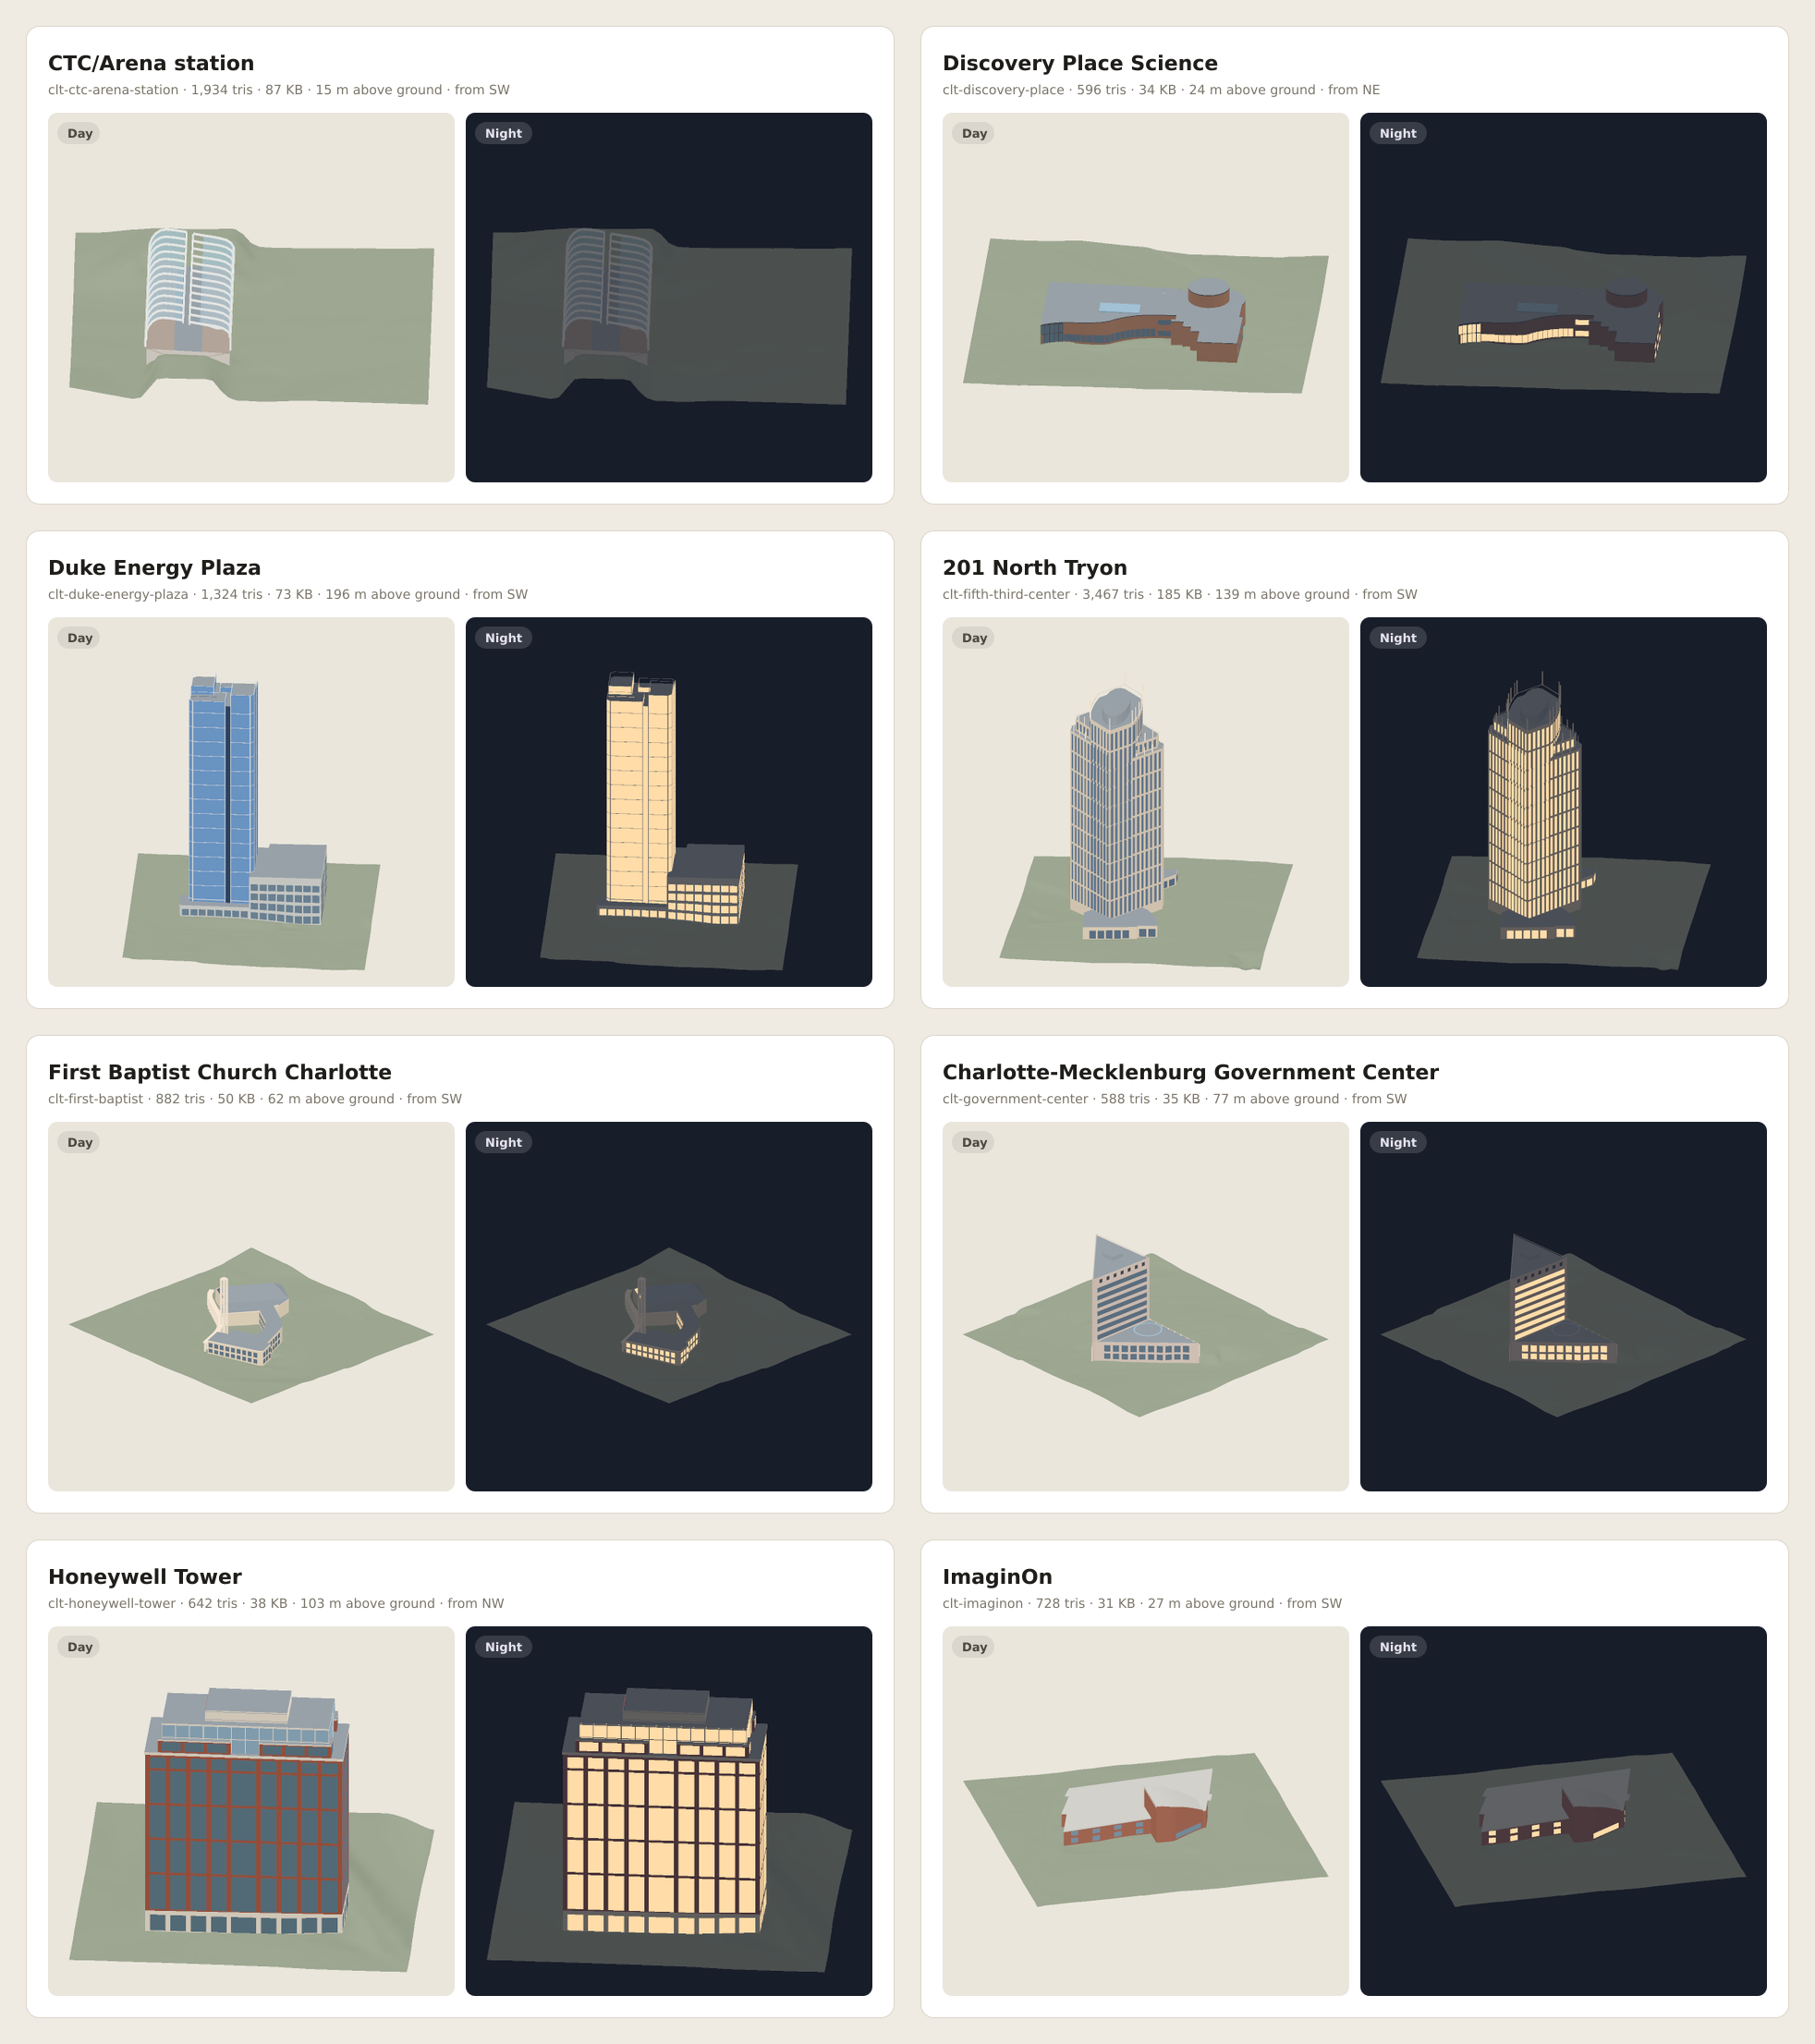 CTC/Arena station
clt-ctc-arena-station · 1,934 tris · 87 KB · 15 m above ground · from SW
Day
Night
Discovery Place Science
clt-discovery-place · 596 tris · 34 KB · 24 m above ground · from NE
Day
Night
Duke Energy Plaza
clt-duke-energy-plaza · 1,324 tris · 73 KB · 196 m above ground · from SW
Day
Night
201 North Tryon
clt-fifth-third-center · 3,467 tris · 185 KB · 139 m above ground · from SW
Day
Night
First Baptist Church Charlotte
clt-first-baptist · 882 tris · 50 KB · 62 m above ground · from SW
Day
Night
Charlotte-Mecklenburg Government Center
clt-government-center · 588 tris · 35 KB · 77 m above ground · from SW
Day
Night
Honeywell Tower
clt-honeywell-tower · 642 tris · 38 KB · 103 m above ground · from NW
Day
Night
ImaginOn
clt-imaginon · 728 tris · 31 KB · 27 m above ground · from SW
Day
Night